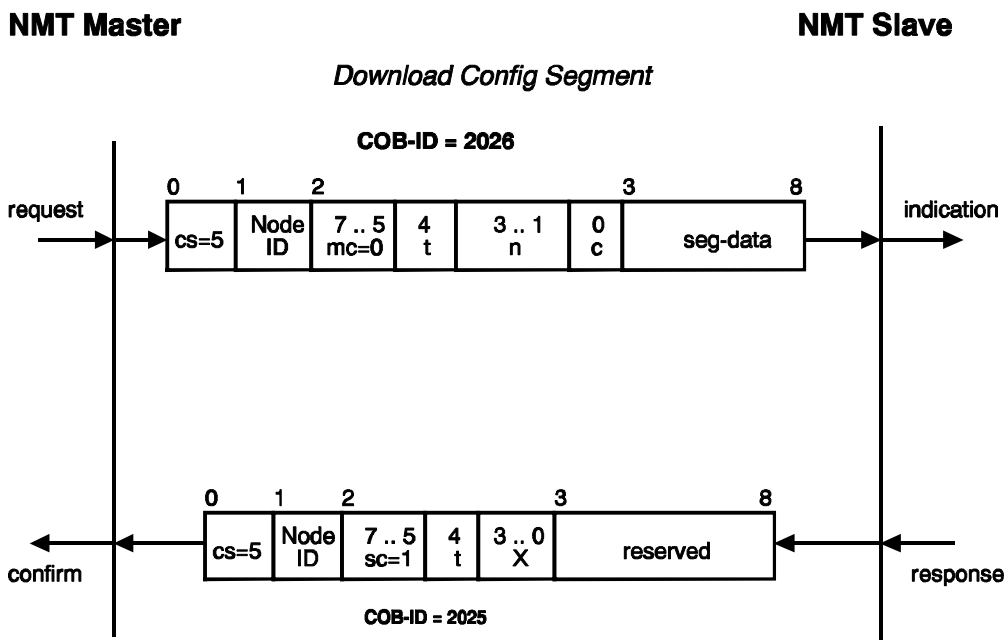 NMT Master NMT Slave
Download Config Segment
COB-ID = 2026
0 1 2 3 8
request indication
cs=5 Node ID 7 .. 5 mc=0 4 t 3 .. 1 n 0 c seg-data
0 1 2 3 8
cs=5 Node ID 7 .. 5 sc=1 4 t 3 .. 0 X reserved
confirm response
COB-ID = 2025